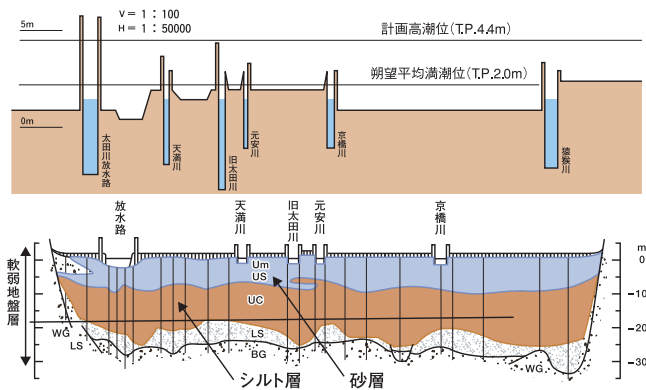 V = 1 : 100
H = 1 : 50000
5m
計画高潮位(T.P.4.4m)
朔望平均満潮位(T.P.2.0m)
0m
太田川放水路
天満川
旧太田川
元安川
京橋川
猿猴川
放水路
天満川
旧太田川
元安川
京橋川
m
0
-10
-20
-30
軟弱地盤層
Um
US
UC
LS
BG
WG
LS
WG
シルト層
砂層